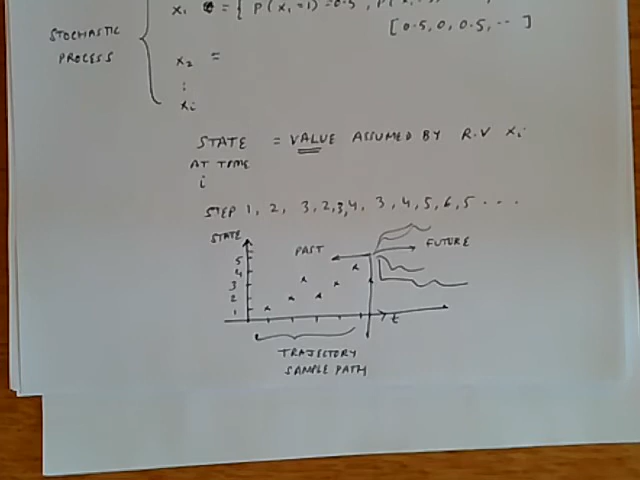 X₁ = { P(X₁=1)=0.5, P(
[0.5, 0, 0.5, ·· ]
STOCHASTIC
PROCESS
X₂ =
⋮
Xᵢ
STATE = VALUE ASSUMED BY R.V Xᵢ
AT TIME
i
STEP 1, 2, 3, 2, 3, 4, 3, 4, 5, 6, 5 . . .
STATE
PAST
FUTURE
5
4
3
2
1
t
TRAJECTORY
SAMPLE PATH